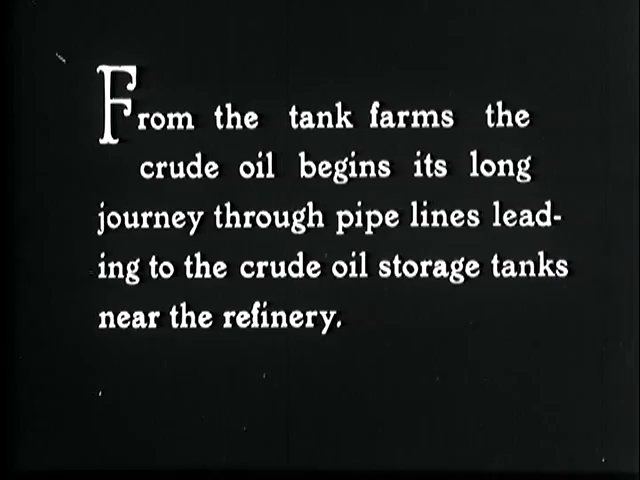 From the tank farms the
crude oil begins its long
journey through pipe lines lead-
ing to the crude oil storage tanks
near the refinery.